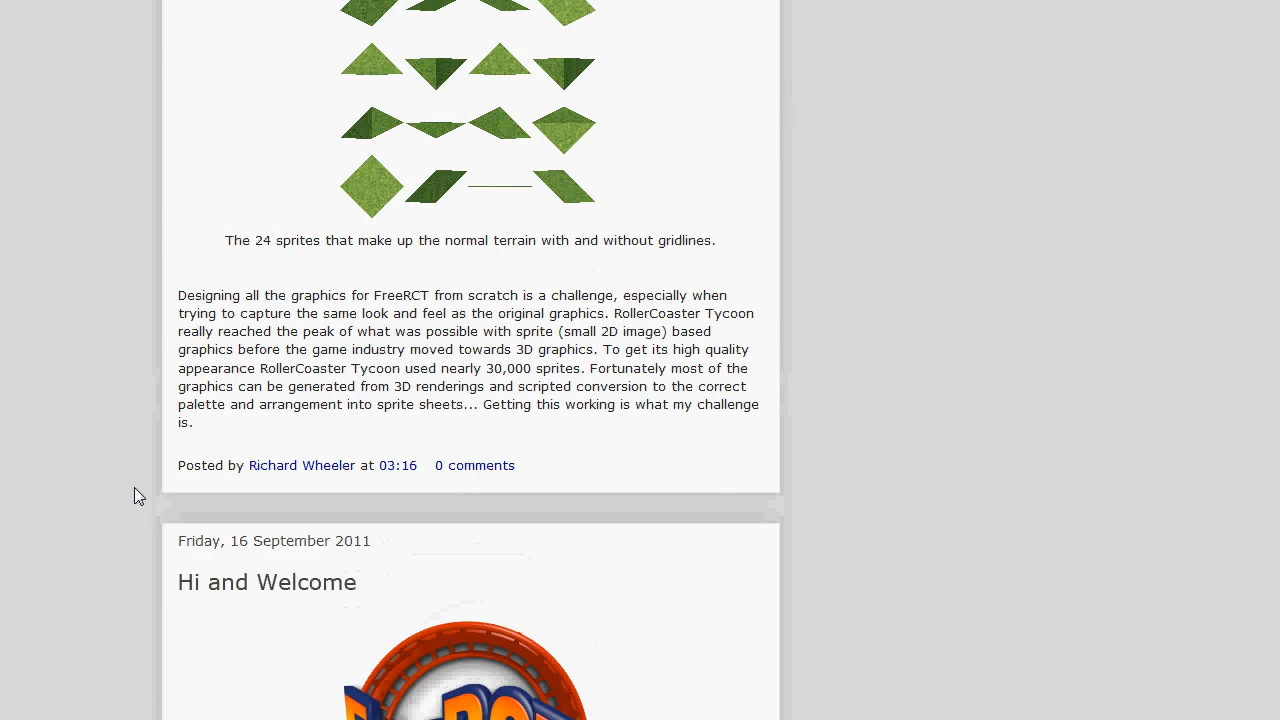 The 24 sprites that make up the normal terrain with and without gridlines.
Designing all the graphics for FreeRCT from scratch is a challenge, especially when
trying to capture the same look and feel as the original graphics. RollerCoaster Tycoon
really reached the peak of what was possible with sprite (small 2D image) based
graphics before the game industry moved towards 3D graphics. To get its high quality
appearance RollerCoaster Tycoon used nearly 30,000 sprites. Fortunately most of the
graphics can be generated from 3D renderings and scripted conversion to the correct
palette and arrangement into sprite sheets... Getting this working is what my challenge
is.
Posted by Richard Wheeler at 03:16 0 comments
Friday, 16 September 2011
Hi and Welcome